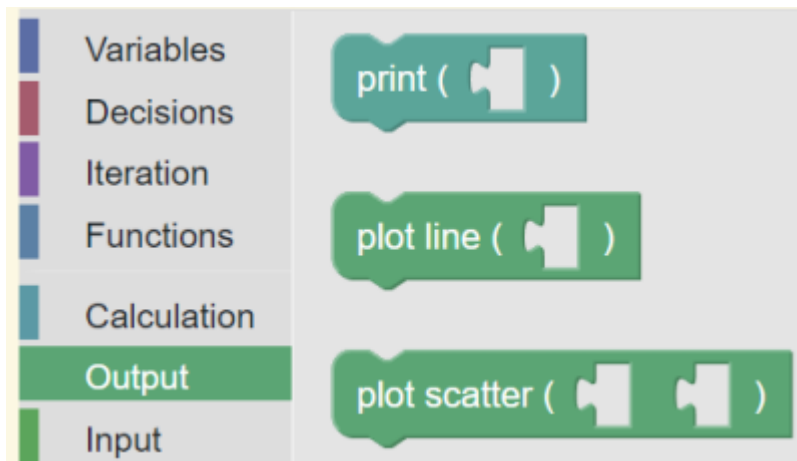 Variables
Decisions
Iteration
Functions
Calculation
Output
Input
print ( )
plot line ( )
plot scatter ( )